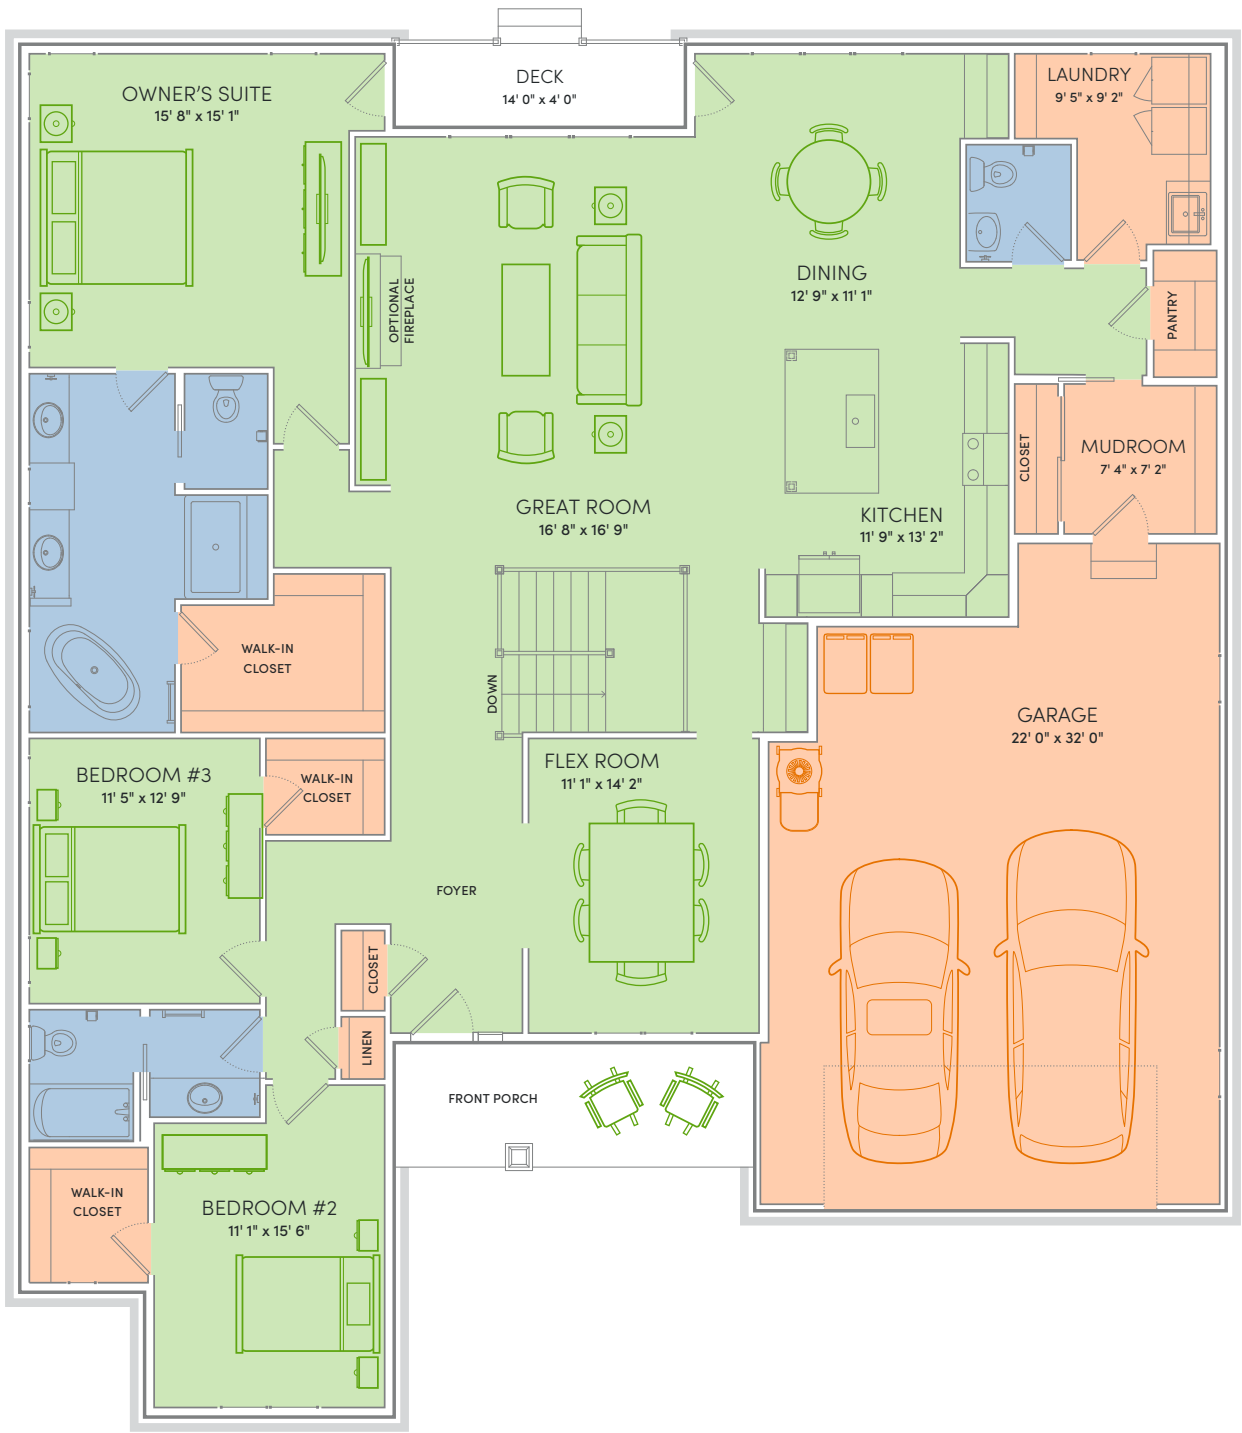 DECK
14' 0" x 4' 0"
OWNER'S SUITE
15' 8" x 15' 1"
LAUNDRY
9' 5" x 9' 2"
OPTIONAL
FIREPLACE
DINING
12' 9" x 11' 1"
PANTRY
CLOSET
MUDROOM
7' 4" x 7' 2"
GREAT ROOM
16' 8" x 16' 9"
KITCHEN
11' 9" x 13' 2"
WALK-IN
CLOSET
DOWN
GARAGE
22' 0" x 32' 0"
BEDROOM #3
11' 5" x 12' 9"
WALK-IN
CLOSET
FLEX ROOM
11' 1" x 14' 2"
FOYER
CLOSET
LINEN
FRONT PORCH
WALK-IN
CLOSET
BEDROOM #2
11' 1" x 15' 6"